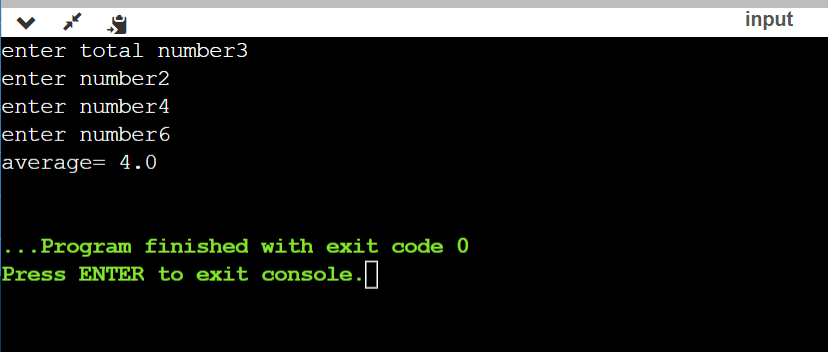 input
enter total number3
enter number2
enter number4
enter number6
average= 4.0
...Program finished with exit code 0
Press ENTER to exit console.